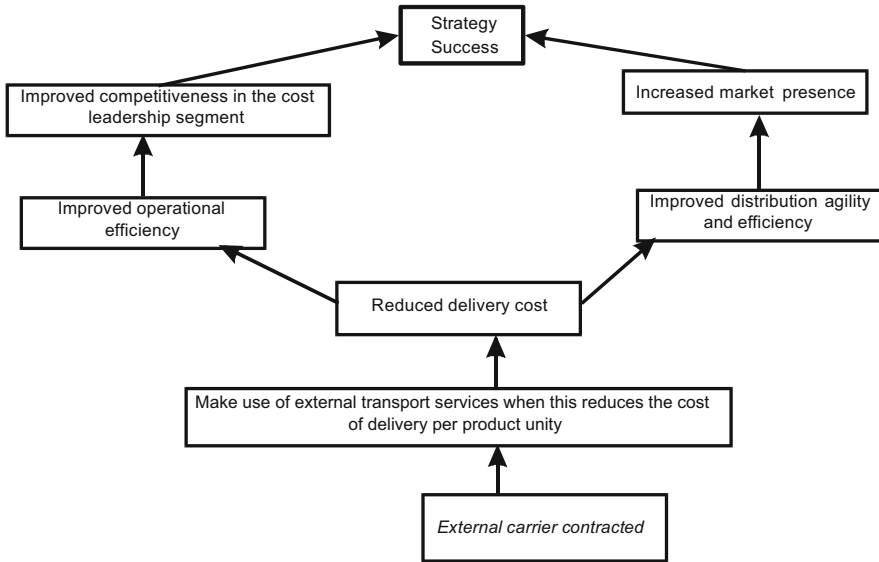 Strategy
Success
Improved competitiveness in the cost
leadership segment
Increased market presence
Improved operational
efficiency
Improved distribution agility
and efficiency
Reduced delivery cost
Make use of external transport services when this reduces the cost
of delivery per product unity
External carrier contracted